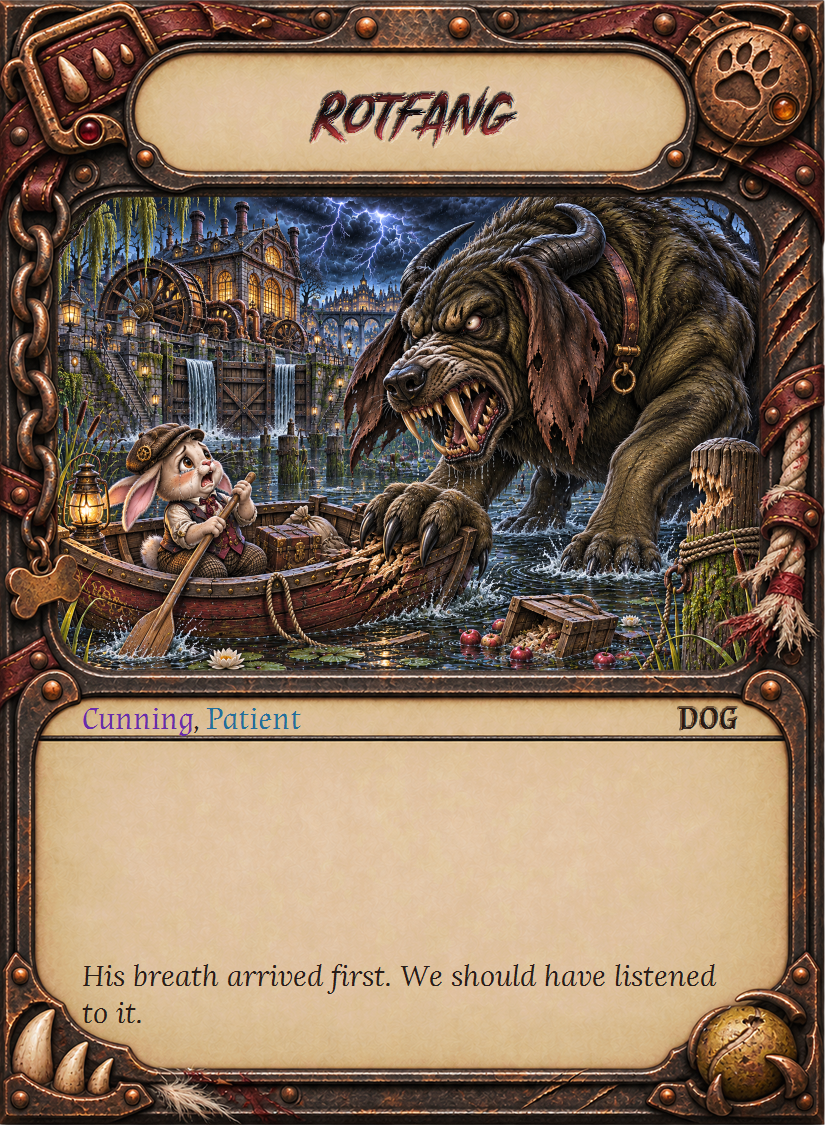 ROTFANG
Cunning, Patient DOG
His breath arrived first. We should have listened
to it.